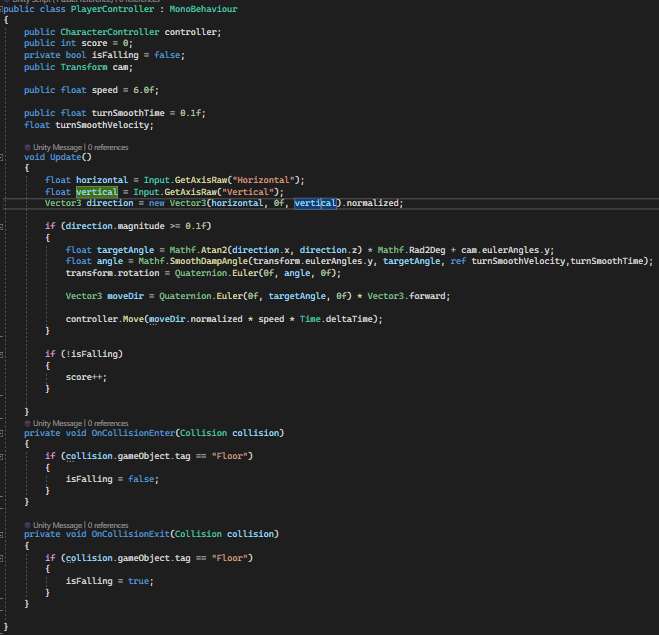 public class PlayerController : MonoBehaviour
{
public CharacterController controller;
public int score = 0;
private bool isFalling = false;
public Transform cam;
public float speed = 6.0f;
public float turnSmoothTime = 0.1f;
float turnSmoothVelocity;
Unity Message | 0 references
void Update()
{
float horizontal = Input.GetAxisRaw("Horizontal");
float vertical = Input.GetAxisRaw("Vertical");
Vector3 direction = new Vector3(horizontal, 0f, vertical).normalized;
if (direction.magnitude >= 0.1f)
{
float targetAngle = Mathf.Atan2(direction.x, direction.z) * Mathf.Rad2Deg + cam.eulerAngles.y;
float angle = Mathf.SmoothDampAngle(transform.eulerAngles.y, targetAngle, ref turnSmoothVelocity,turnSmoothTime);
transform.rotation = Quaternion.Euler(0f, angle, 0f);
Vector3 moveDir = Quaternion.Euler(0f, targetAngle, 0f) * Vector3.forward;
controller.Move(moveDir.normalized * speed * Time.deltaTime);
}
if (!isFalling)
{
score++;
}
}
Unity Message | 0 references
private void OnCollisionEnter(Collision collision)
{
if (collision.gameObject.tag == "Floor")
{
isFalling = false;
}
}
Unity Message | 0 references
private void OnCollisionExit(Collision collision)
{
if (collision.gameObject.tag == "Floor")
{
isFalling = true;
}
}
}